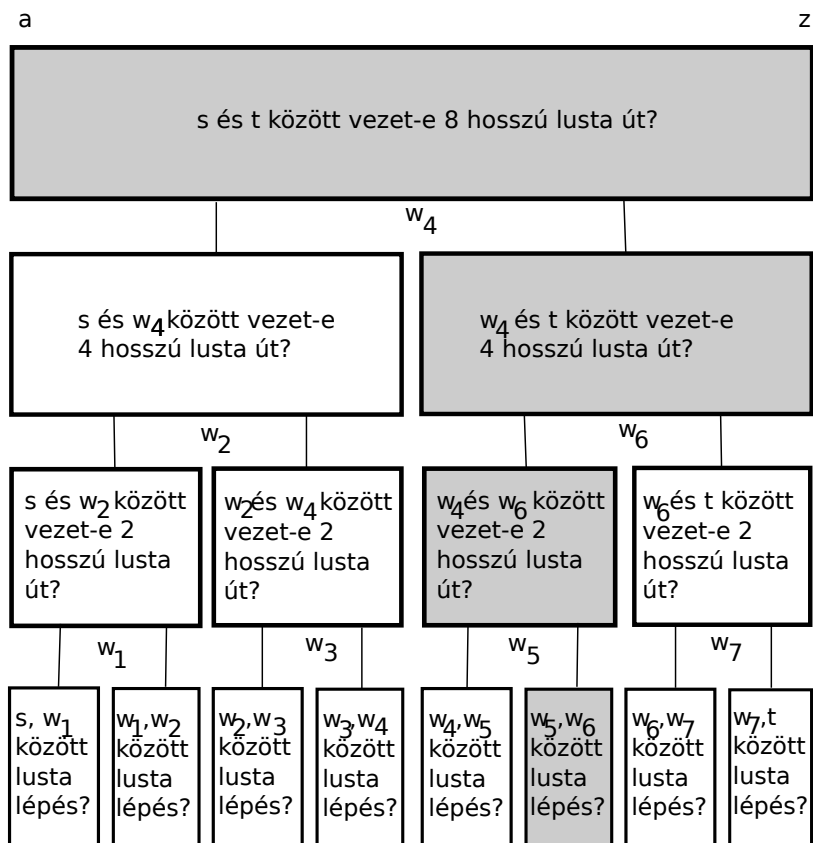 a
z
s és t között vezet-e 8 hosszú lusta út?
w4
s és w4 között vezet-e
4 hosszú lusta út?
w4 és t között vezet-e
4 hosszú lusta út?
w2
w6
s és w2 között
vezet-e 2
hosszú lusta
út?
w2 és w4 között
vezet-e 2
hosszú lusta
út?
w4 és w6 között
vezet-e 2
hosszú lusta
út?
w6 és t között
vezet-e 2
hosszú lusta
út?
w1
w3
w5
w7
s, w1
között
lusta
lépés?
w1,w2
között
lusta
lépés?
w2,w3
között
lusta
lépés?
w3,w4
között
lusta
lépés?
w4,w5
között
lusta
lépés?
w5,w6
között
lusta
lépés?
w6,w7
között
lusta
lépés?
w7,t
között
lusta
lépés?